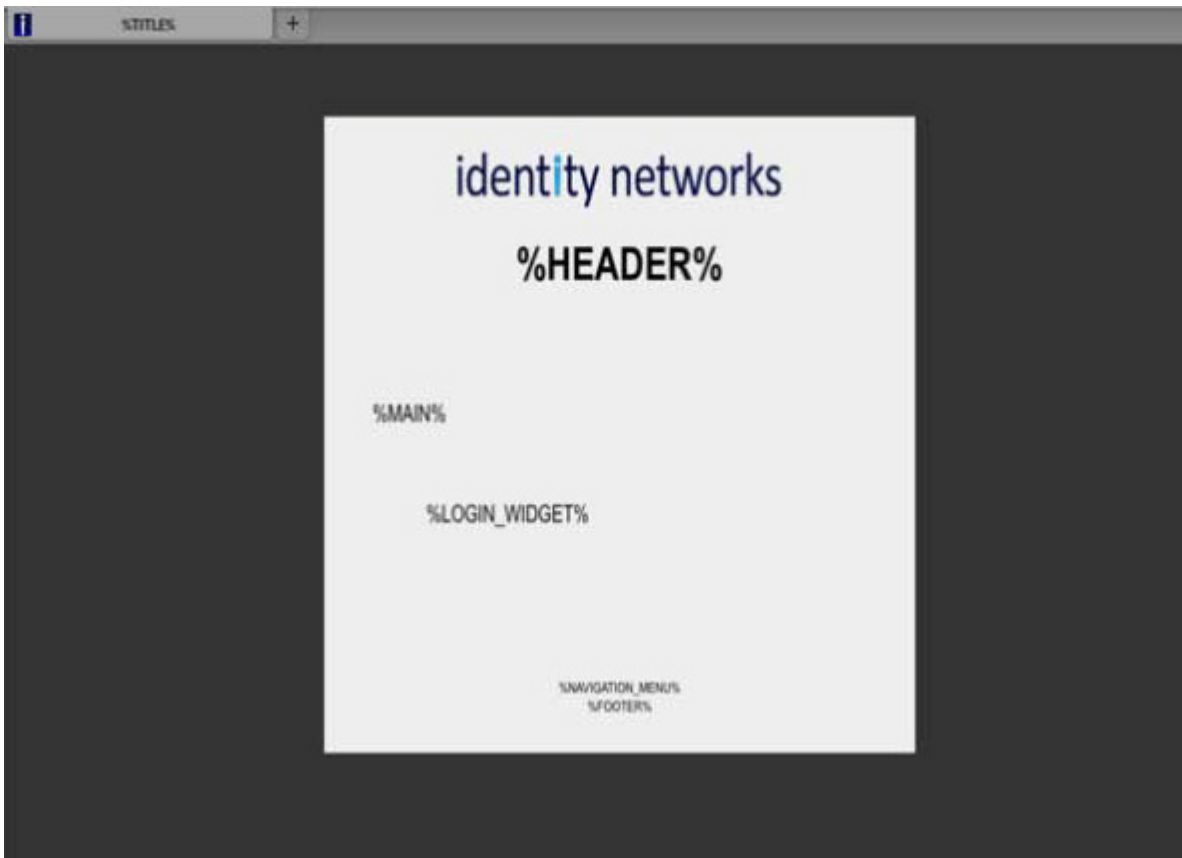 %TITLE%
+
identity networks
%HEADER%
%MAIN%
%LOGIN_WIDGET%
%NAVIGATION_MENU%
%FOOTER%